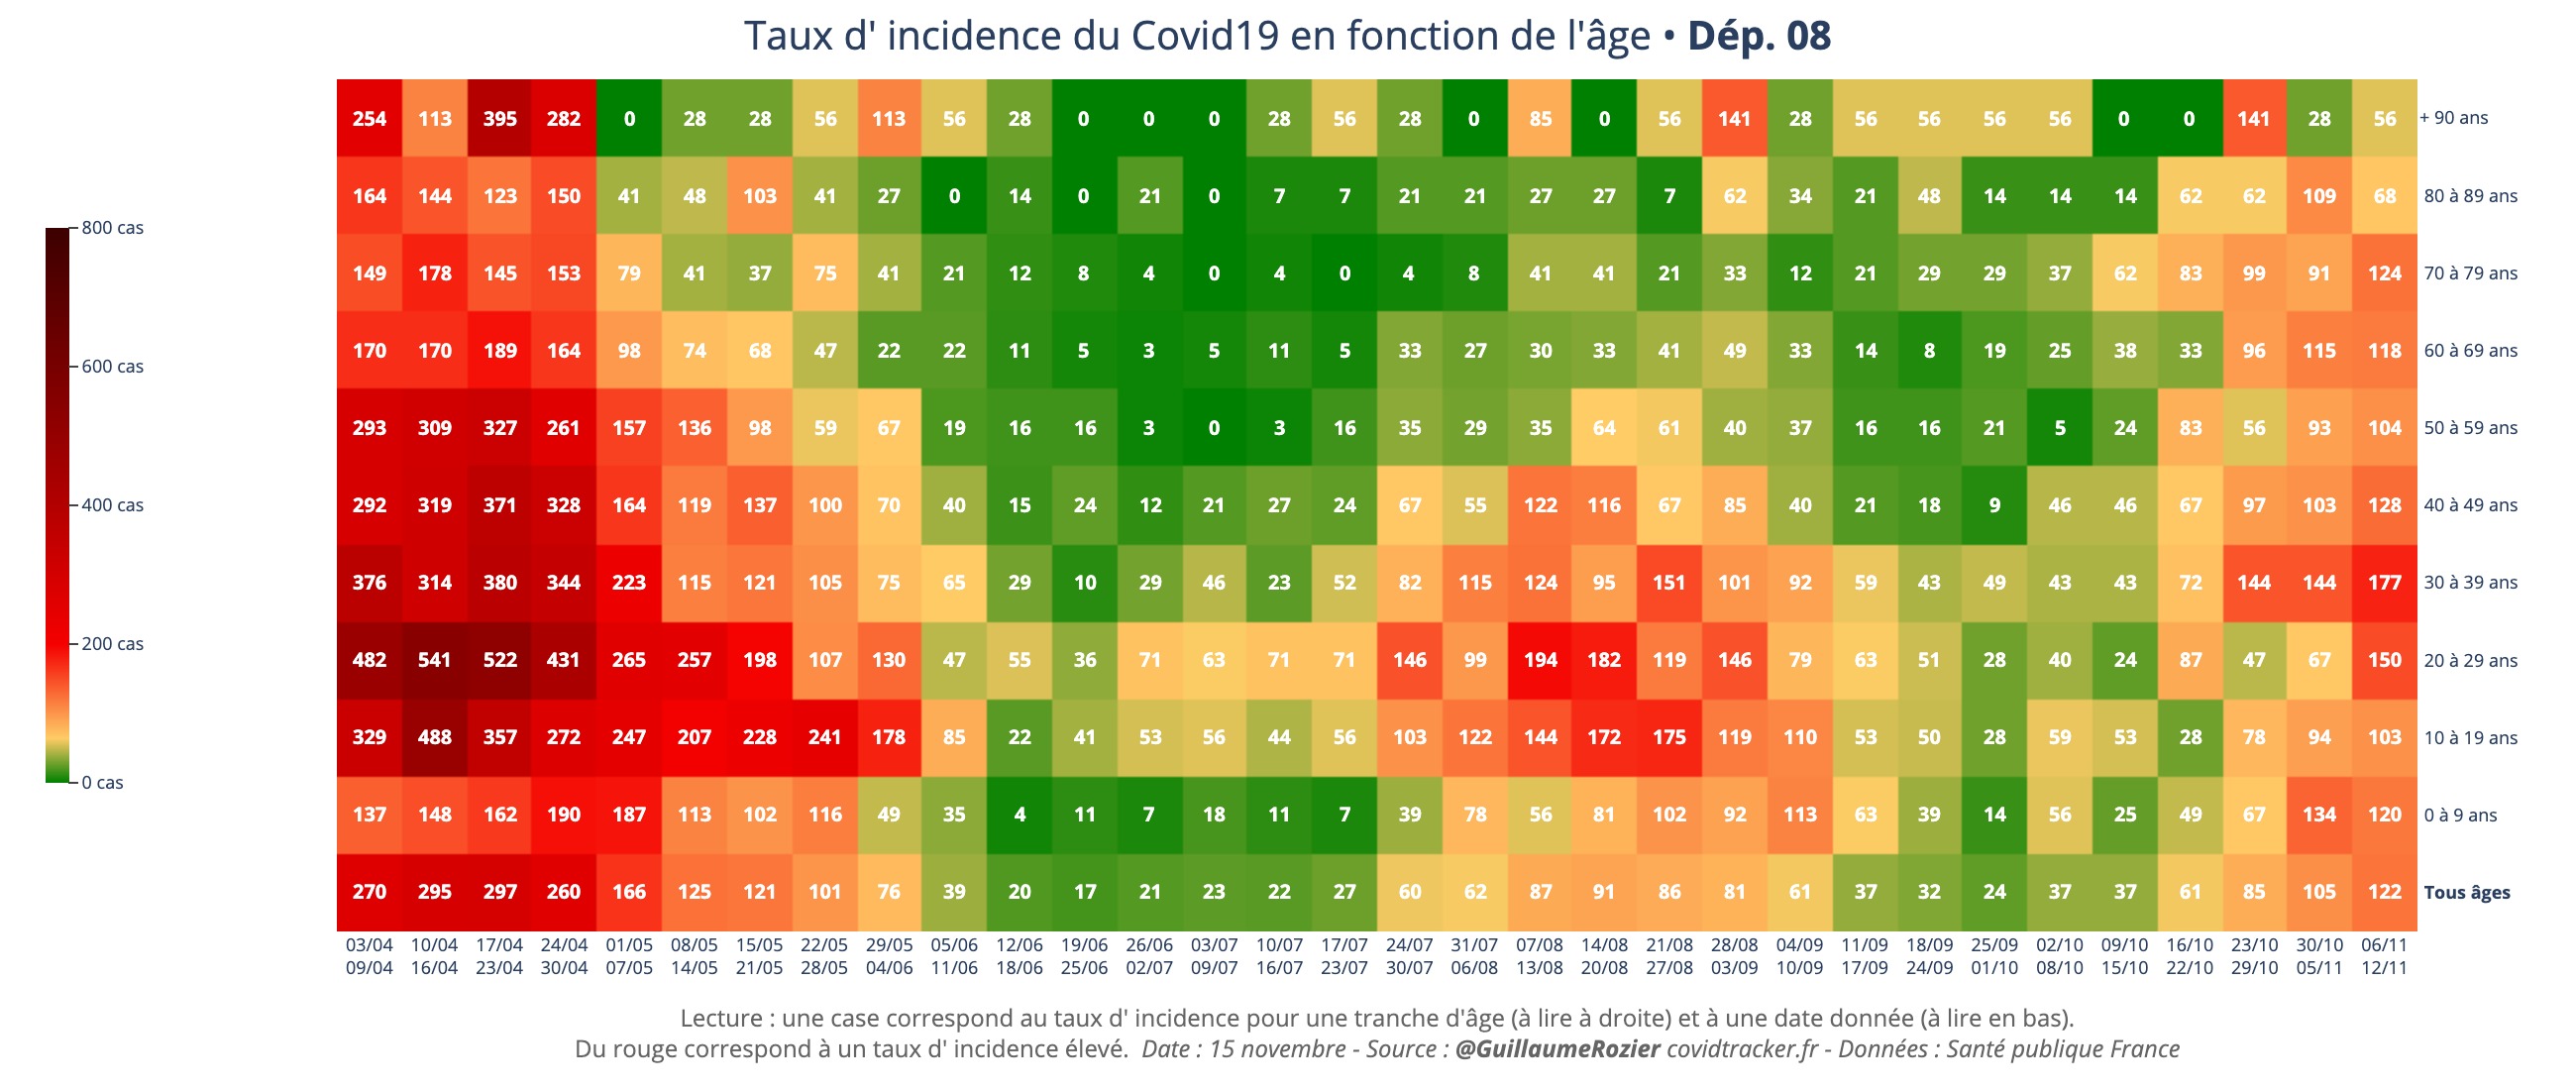 Taux d' incidence du Covid19 en fonction de l'âge • Dép. 08
800 cas
600 cas
400 cas
200 cas
0 cas
254 113 395 282 0 28 28 56 113 56 28 0 0 0 28 56 28 0 85 0 56 141 28 56 56 56 56 0 0 141 28 56 + 90 ans
164 144 123 150 41 48 103 41 27 0 14 0 21 0 7 7 21 21 27 27 7 62 34 21 48 14 14 14 62 62 109 68 80 à 89 ans
149 178 145 153 79 41 37 75 41 21 12 8 4 0 4 0 4 8 41 41 21 33 12 21 29 29 37 62 83 99 91 124 70 à 79 ans
170 170 189 164 98 74 68 47 22 22 11 5 3 5 11 5 33 27 30 33 41 49 33 14 8 19 25 38 33 96 115 118 60 à 69 ans
293 309 327 261 157 136 98 59 67 19 16 16 3 0 3 16 35 29 35 64 61 40 37 16 16 21 5 24 83 56 93 104 50 à 59 ans
292 319 371 328 164 119 137 100 70 40 15 24 12 21 27 24 67 55 122 116 67 85 40 21 18 9 46 46 67 97 103 128 40 à 49 ans
376 314 380 344 223 115 121 105 75 65 29 10 29 46 23 52 82 115 124 95 151 101 92 59 43 49 43 43 72 144 144 177 30 à 39 ans
482 541 522 431 265 257 198 107 130 47 55 36 71 63 71 71 146 99 194 182 119 146 79 63 51 28 40 24 87 47 67 150 20 à 29 ans
329 488 357 272 247 207 228 241 178 85 22 41 53 56 44 56 103 122 144 172 175 119 110 53 50 28 59 53 28 78 94 103 10 à 19 ans
137 148 162 190 187 113 102 116 49 35 4 11 7 18 11 7 39 78 56 81 102 92 113 63 39 14 56 25 49 67 134 120 0 à 9 ans
270 295 297 260 166 125 121 101 76 39 20 17 21 23 22 27 60 62 87 91 86 81 61 37 32 24 37 37 61 85 105 122 Tous âges
03/04 10/04 17/04 24/04 01/05 08/05 15/05 22/05 29/05 05/06 12/06 19/06 26/06 03/07 10/07 17/07 24/07 31/07 07/08 14/08 21/08 28/08 04/09 11/09 18/09 25/09 02/10 09/10 16/10 23/10 30/10 06/11
09/04 16/04 23/04 30/04 07/05 14/05 21/05 28/05 04/06 11/06 18/06 25/06 02/07 09/07 16/07 23/07 30/07 06/08 13/08 20/08 27/08 03/09 10/09 17/09 24/09 01/10 08/10 15/10 22/10 29/10 05/11 12/11
Lecture : une case correspond au taux d' incidence pour une tranche d'âge (à lire à droite) et à une date donnée (à lire en bas).
Du rouge correspond à un taux d' incidence élevé. Date : 15 novembre - Source : @GuillaumeRozier covidtracker.fr - Données : Santé publique France